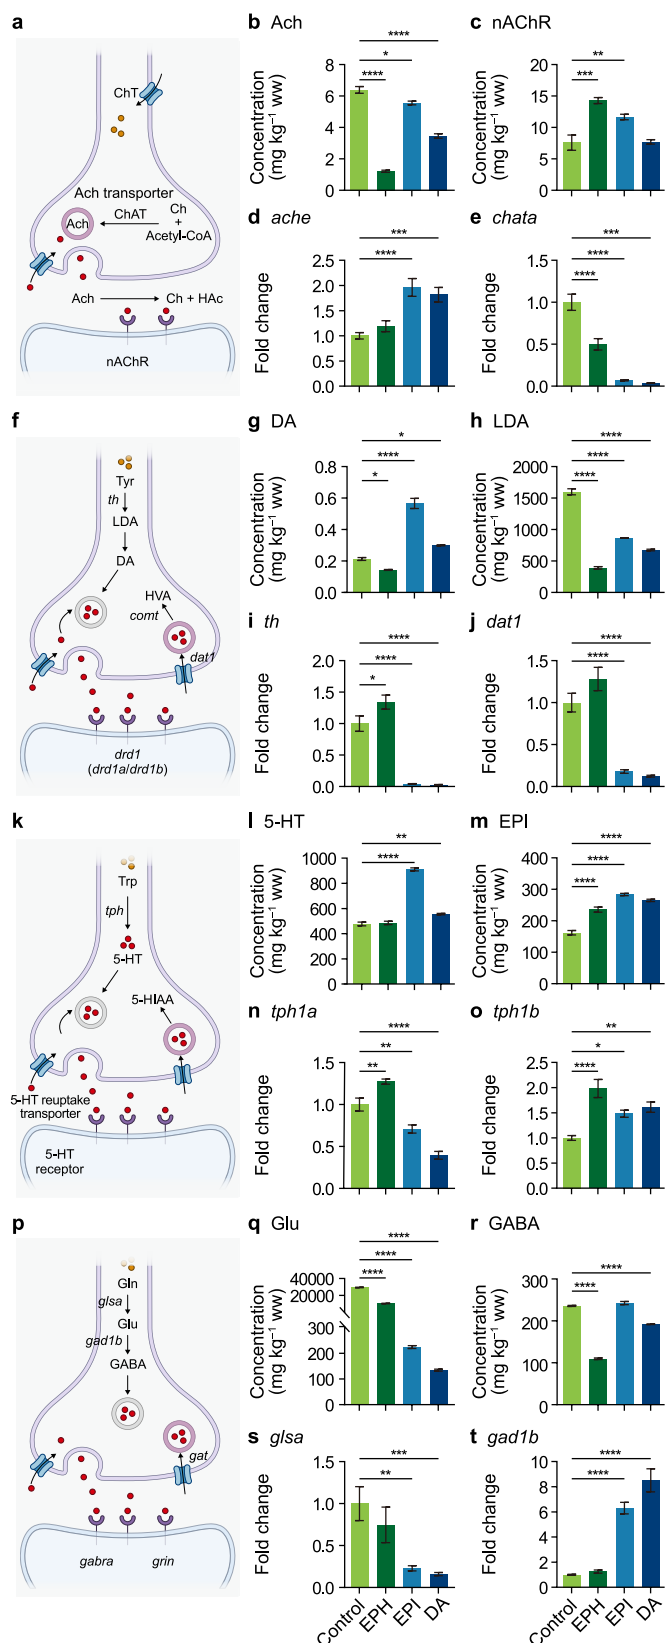 a
ChT
Ach transporter
ChAT
Ch
+
Acetyl-CoA
Ach
Ach
Ch + HAc
nAChR
b Ach
Concentration
(mg kg⁻¹ ww)
8
6
4
2
0
****
*
****
c nAChR
Concentration
(mg kg⁻¹ ww)
20
15
10
5
0
**
***
d ache
Fold change
2.5
2.0
1.5
1.0
0.5
0.0
***
****
e chata
Fold change
1.5
1.0
0.5
0.0
***
****
****
f
Tyr
th
LDA
DA
HVA
comt
dat1
drd1
(drd1a/drd1b)
g DA
Concentration
(mg kg⁻¹ ww)
0.8
0.6
0.4
0.2
0
*
****
*
h LDA
Concentration
(mg kg⁻¹ ww)
2000
1500
1000
500
0
****
****
****
i th
Fold change
2.0
1.5
1.0
0.5
0.0
****
****
*
j dat1
Fold change
1.5
1.0
0.5
0.0
****
****
k
Trp
tph
5-HT
5-HIAA
5-HT reuptake
transporter
5-HT
receptor
l 5-HT
Concentration
(mg kg⁻¹ ww)
1000
800
600
400
200
0
**
****
m EPI
Concentration
(mg kg⁻¹ ww)
400
300
200
100
0
****
****
****
n tph1a
Fold change
1.5
1.0
0.5
0.0
****
**
**
o tph1b
Fold change
2.5
2.0
1.5
1.0
0.5
0.0
**
*
****
p
Gln
glsa
Glu
gad1b
GABA
gat
gabra
grin
q Glu
Concentration
(mg kg⁻¹ ww)
40000
20000
300
200
100
0
****
****
****
r GABA
Concentration
(mg kg⁻¹ ww)
300
200
100
0
****
****
s glsa
Fold change
1.5
1.0
0.5
0.0
***
**
Control
EPH
EPI
DA
t gad1b
Fold change
10
8
6
4
2
0
****
****
Control
EPH
EPI
DA